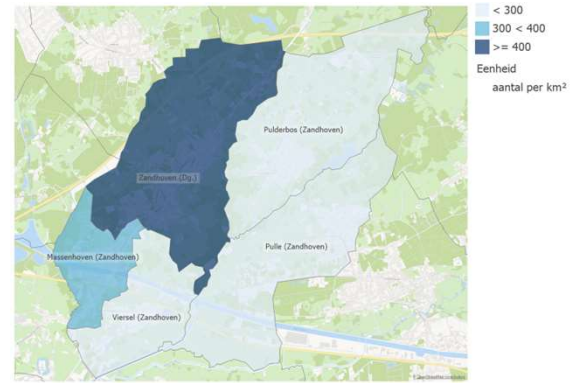 < 300
300 < 400
>= 400
Eenheid
aantal per km²
Pulderbos (Zandhoven)
Zandhoven (Dg.)
Pulle (Zandhoven)
Massenhoven (Zandhoven)
Viersel (Zandhoven)